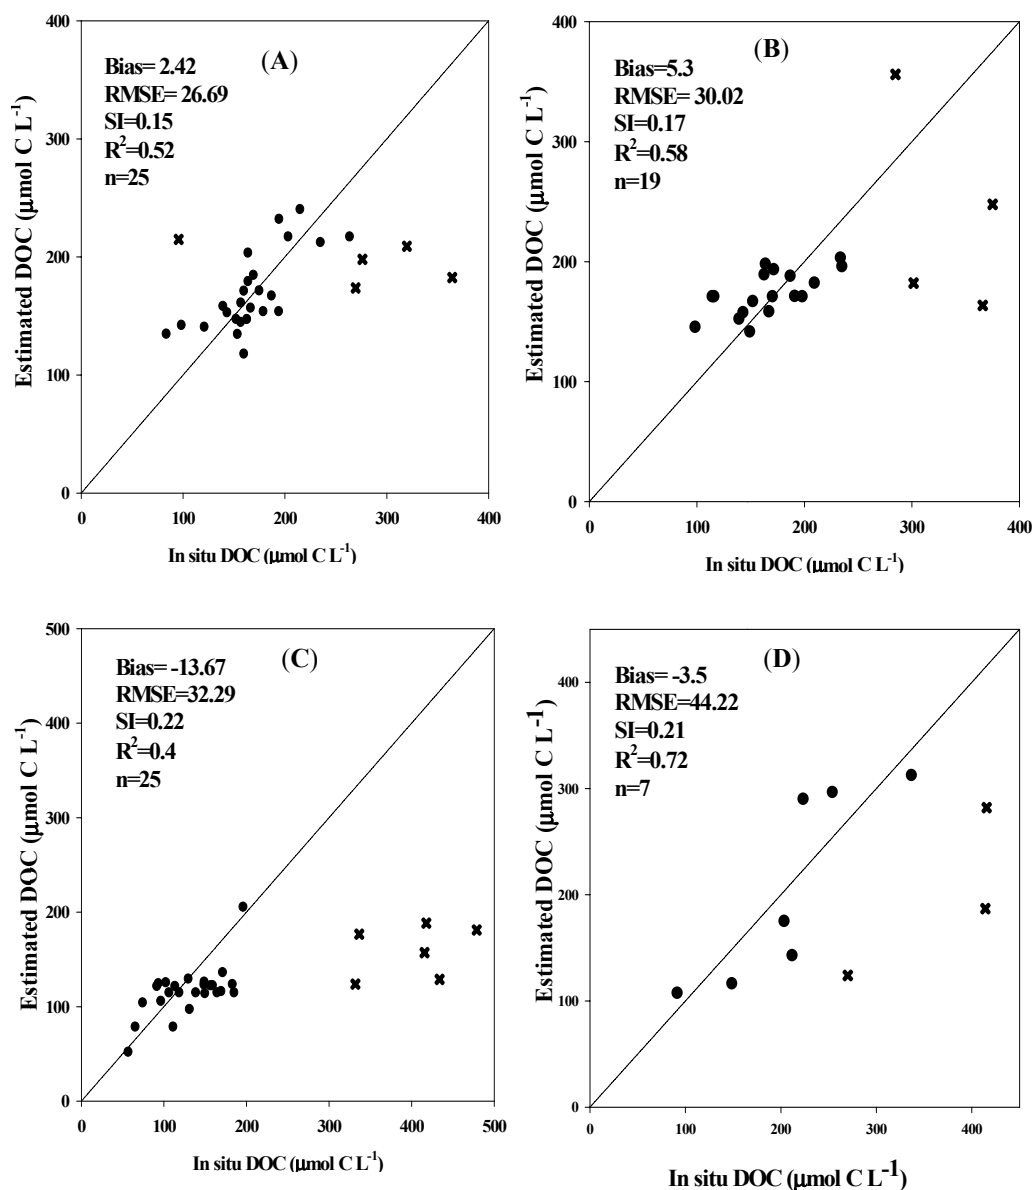 (A)
Bias= 2.42
RMSE= 26.69
SI=0.15
R²=0.52
n=25
Estimated DOC (µmol C L⁻¹)
400
300
200
100
0
0 100 200 300 400
In situ DOC (µmol C L⁻¹)
(B)
Bias=5.3
RMSE= 30.02
SI=0.17
R²=0.58
n=19
Estimated DOC (µmol C L⁻¹)
400
300
200
100
0
0 100 200 300 400
In situ DOC (µmol C L⁻¹)
(C)
Bias= -13.67
RMSE=32.29
SI=0.22
R²=0.4
n=25
Estimated DOC (µmol C L⁻¹)
500
400
300
200
100
0
0 100 200 300 400 500
In situ DOC (µmol C L⁻¹)
(D)
Bias= -3.5
RMSE=44.22
SI=0.21
R²=0.72
n=7
Estimated DOC (µmol C L⁻¹)
400
300
200
100
0
0 100 200 300 400
In situ DOC (µmol C L⁻¹)